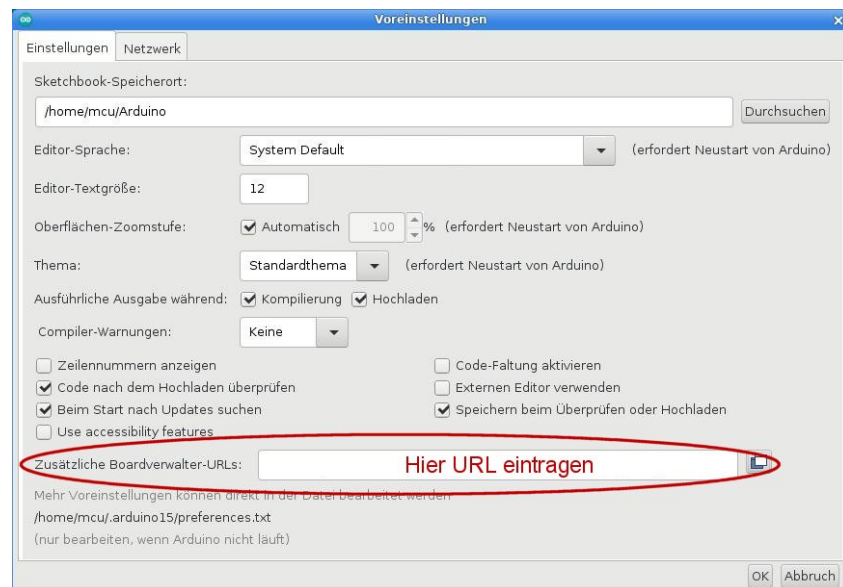 Voreinstellungen
Einstellungen Netzwerk
Sketchbook-Speicherort:
/home/mcu/Arduino Durchsuchen
Editor-Sprache: System Default (erfordert Neustart von Arduino)
Editor-Textgröße: 12
Oberflächen-Zoomstufe: Automatisch 100 % (erfordert Neustart von Arduino)
Thema: Standardthema (erfordert Neustart von Arduino)
Ausführliche Ausgabe während: Kompilierung Hochladen
Compiler-Warnungen: Keine
Zeilennummern anzeigen Code-Faltung aktivieren
Code nach dem Hochladen überprüfen Externen Editor verwenden
Beim Start nach Updates suchen Speichern beim Überprüfen oder Hochladen
Use accessibility features
Zusätzliche Boardverwalter-URLs: Hier URL eintragen
Mehr Voreinstellungen können direkt in der Datei bearbeitet werden
/home/mcu/.arduino15/preferences.txt
(nur bearbeiten, wenn Arduino nicht läuft)
OK Abbruch